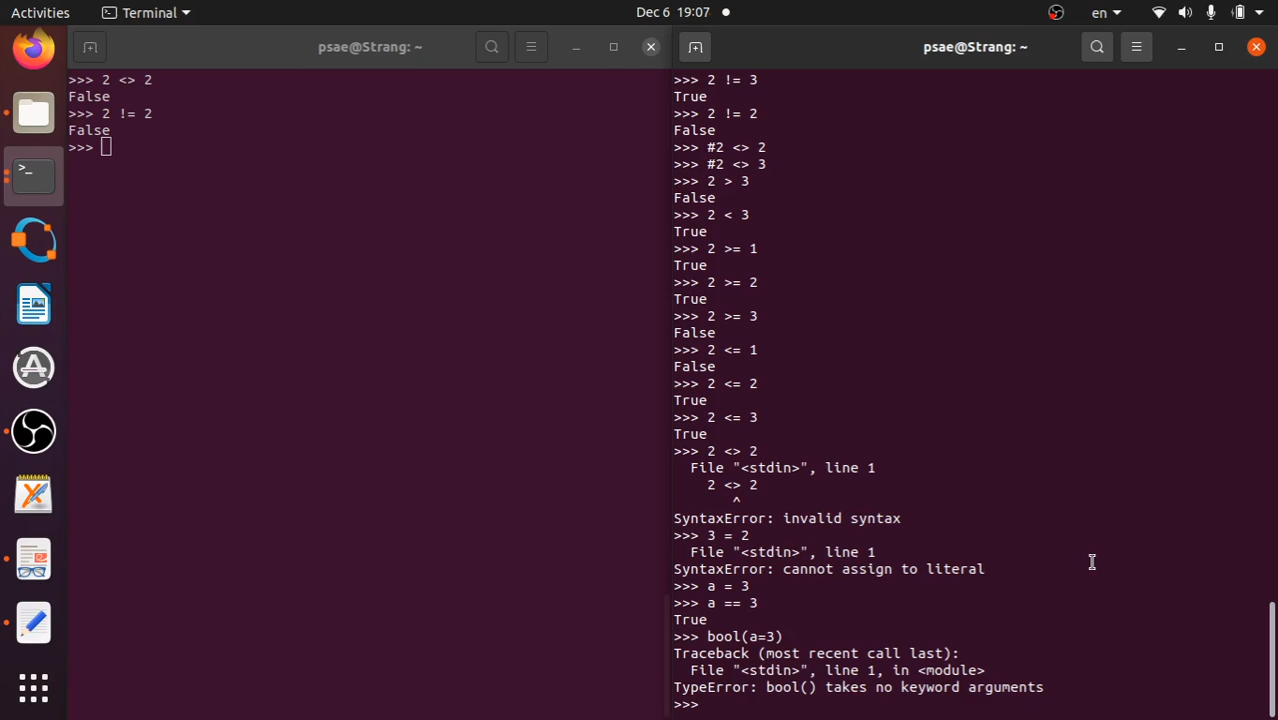 Activities
Terminal
Dec 6 19:07
en
psae@Strang: ~
>>> 2 <> 2
False
>>> 2 != 2
False
>>>
psae@Strang: ~
>>> 2 != 3
True
>>> 2 != 2
False
>>> #2 <> 2
>>> #2 <> 3
>>> 2 > 3
False
>>> 2 < 3
True
>>> 2 >= 1
True
>>> 2 >= 2
True
>>> 2 >= 3
False
>>> 2 <= 1
False
>>> 2 <= 2
True
>>> 2 <= 3
True
>>> 2 <> 2
  File "<stdin>", line 1
    2 <> 2
       ^
SyntaxError: invalid syntax
>>> 3 = 2
  File "<stdin>", line 1
SyntaxError: cannot assign to literal
>>> a = 3
>>> a == 3
True
>>> bool(a=3)
Traceback (most recent call last):
  File "<stdin>", line 1, in <module>
TypeError: bool() takes no keyword arguments
>>>